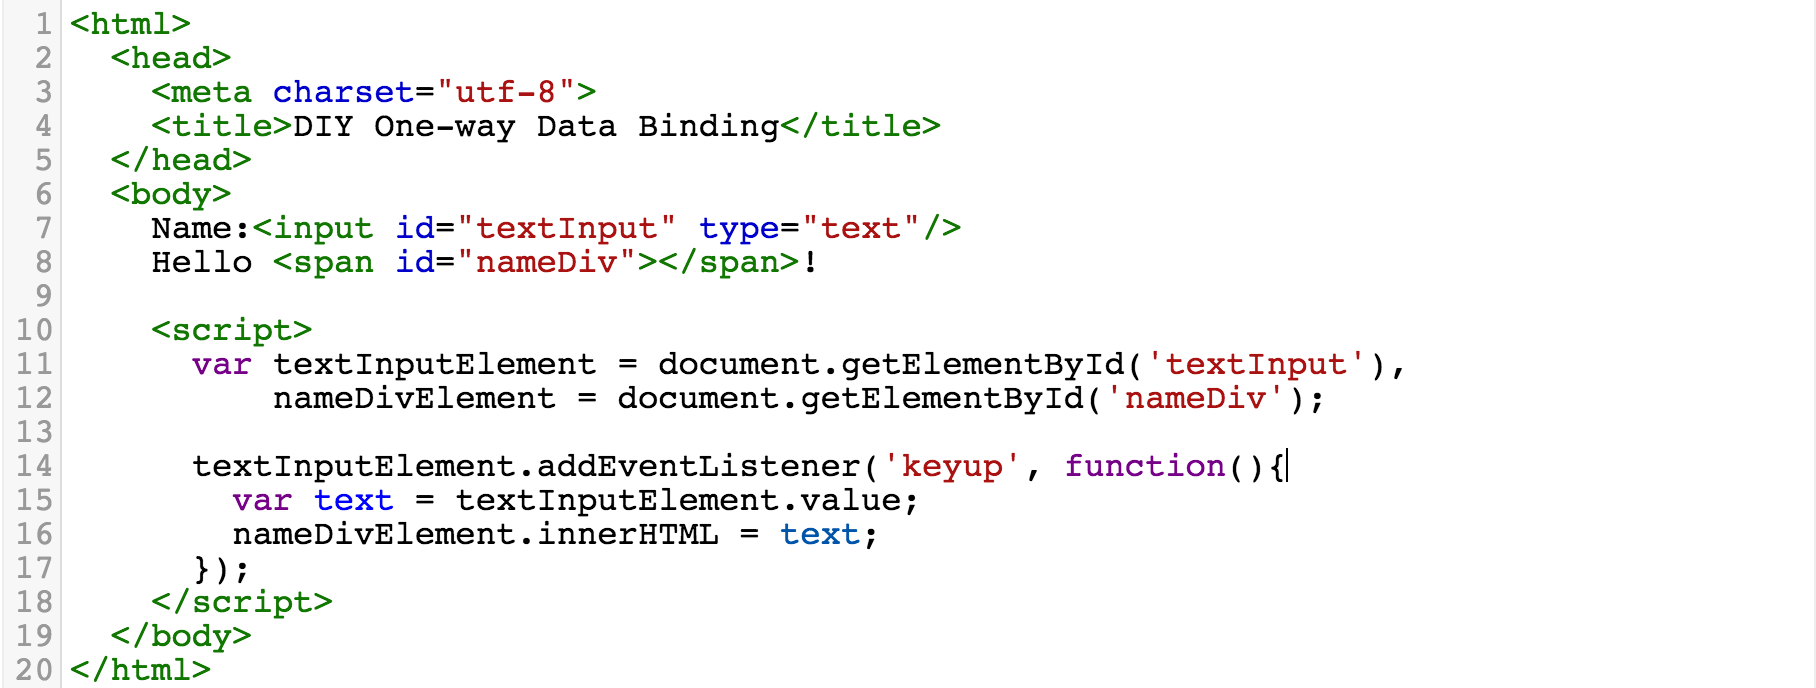 1 <html>
2   <head>
3     <meta charset="utf-8">
4     <title>DIY One-way Data Binding</title>
5   </head>
6   <body>
7     Name:<input id="textInput" type="text"/>
8     Hello <span id="nameDiv"></span>!
9
10     <script>
11       var textInputElement = document.getElementById('textInput'),
12           nameDivElement = document.getElementById('nameDiv');
13
14       textInputElement.addEventListener('keyup', function(){
15         var text = textInputElement.value;
16         nameDivElement.innerHTML = text;
17       });
18     </script>
19   </body>
20 </html>